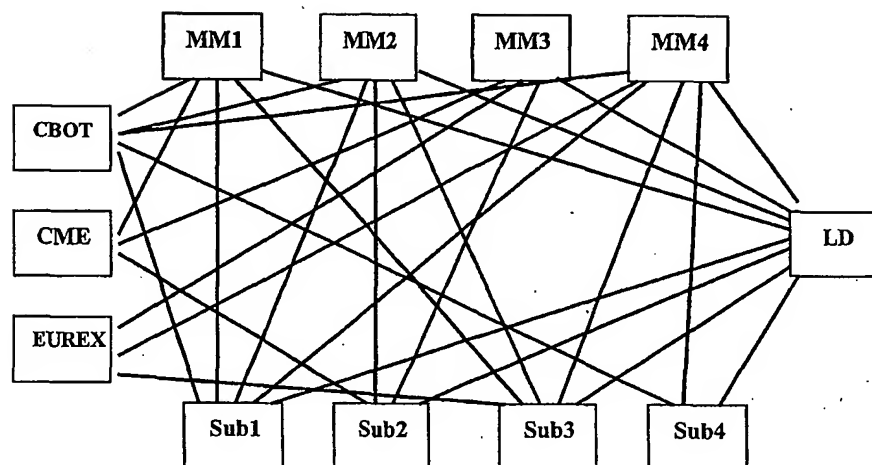 MM1 MM2 MM3 MM4
CBOT
CME LD
EUREX
Sub1 Sub2 Sub3 Sub4